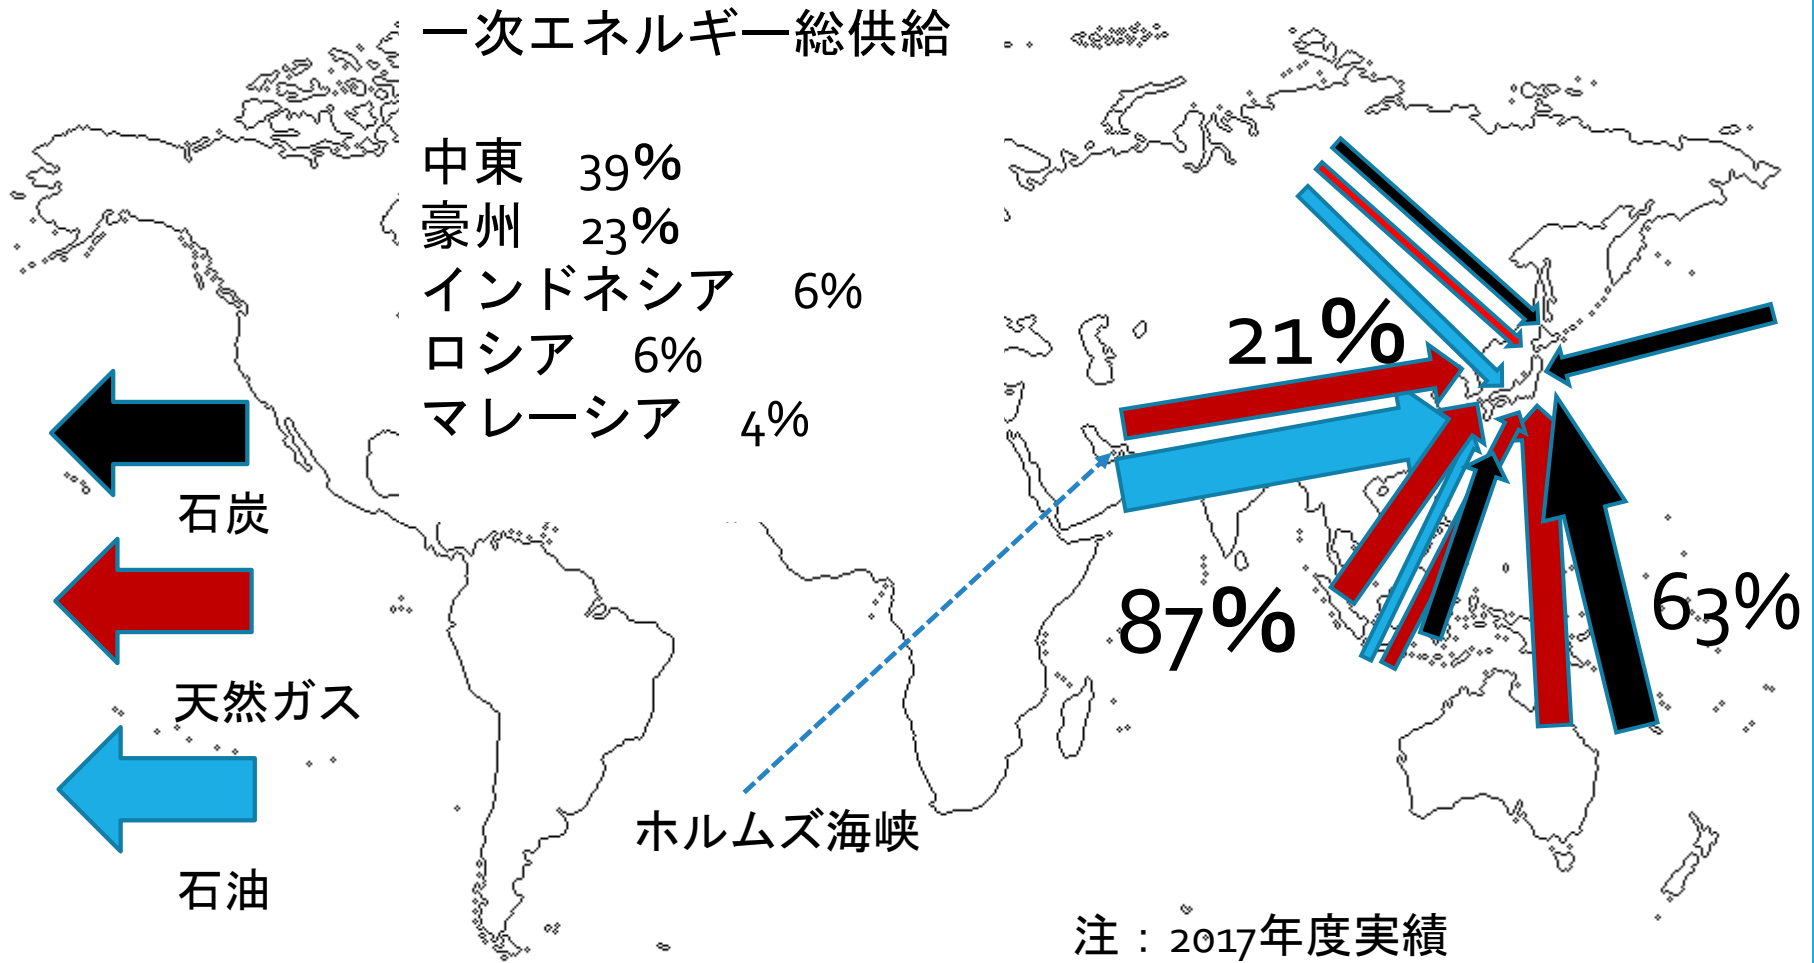 一次エネルギー総供給
中東　39%
豪州　23%
インドネシア　6%
ロシア　6%
マレーシア　4%
21%
87%
63%
石炭
天然ガス
石油
ホルムズ海峡
注：2017年度実績